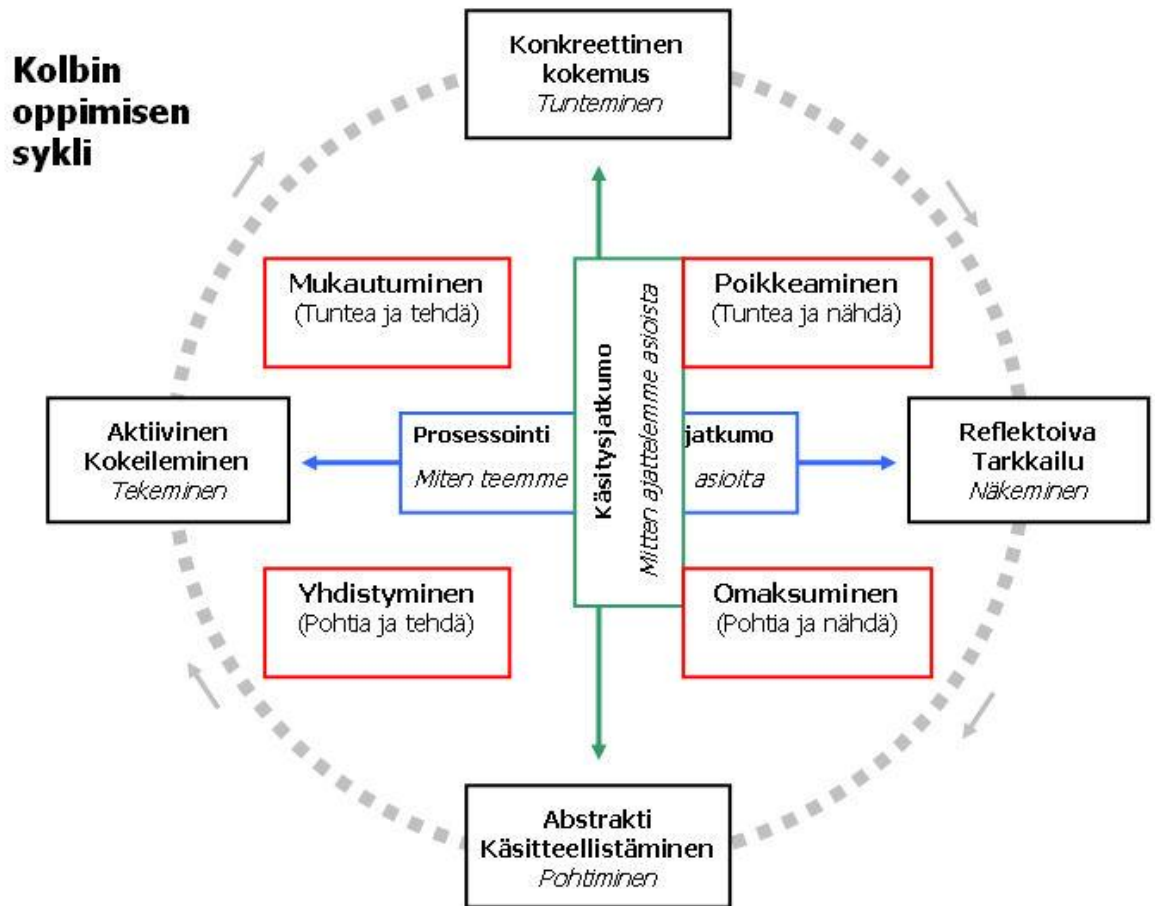 Kolbin
oppimisen
sykli
Konkreettinen
kokemus
Tunteminen
Mukautuminen
(Tuntea ja tehdä)
Poikkeaminen
(Tuntea ja nähdä)
Käsitysjatkumo
Mitten ajattelemme asioista
Aktiivinen
Kokeileminen
Tekeminen
Prosessointi jatkumo
Miten teemme asioita
Reflektoiva
Tarkkailu
Näkeminen
Yhdistyminen
(Pohtia ja tehdä)
Omaksuminen
(Pohtia ja nähdä)
Abstrakti
Käsitteellistäminen
Pohtiminen